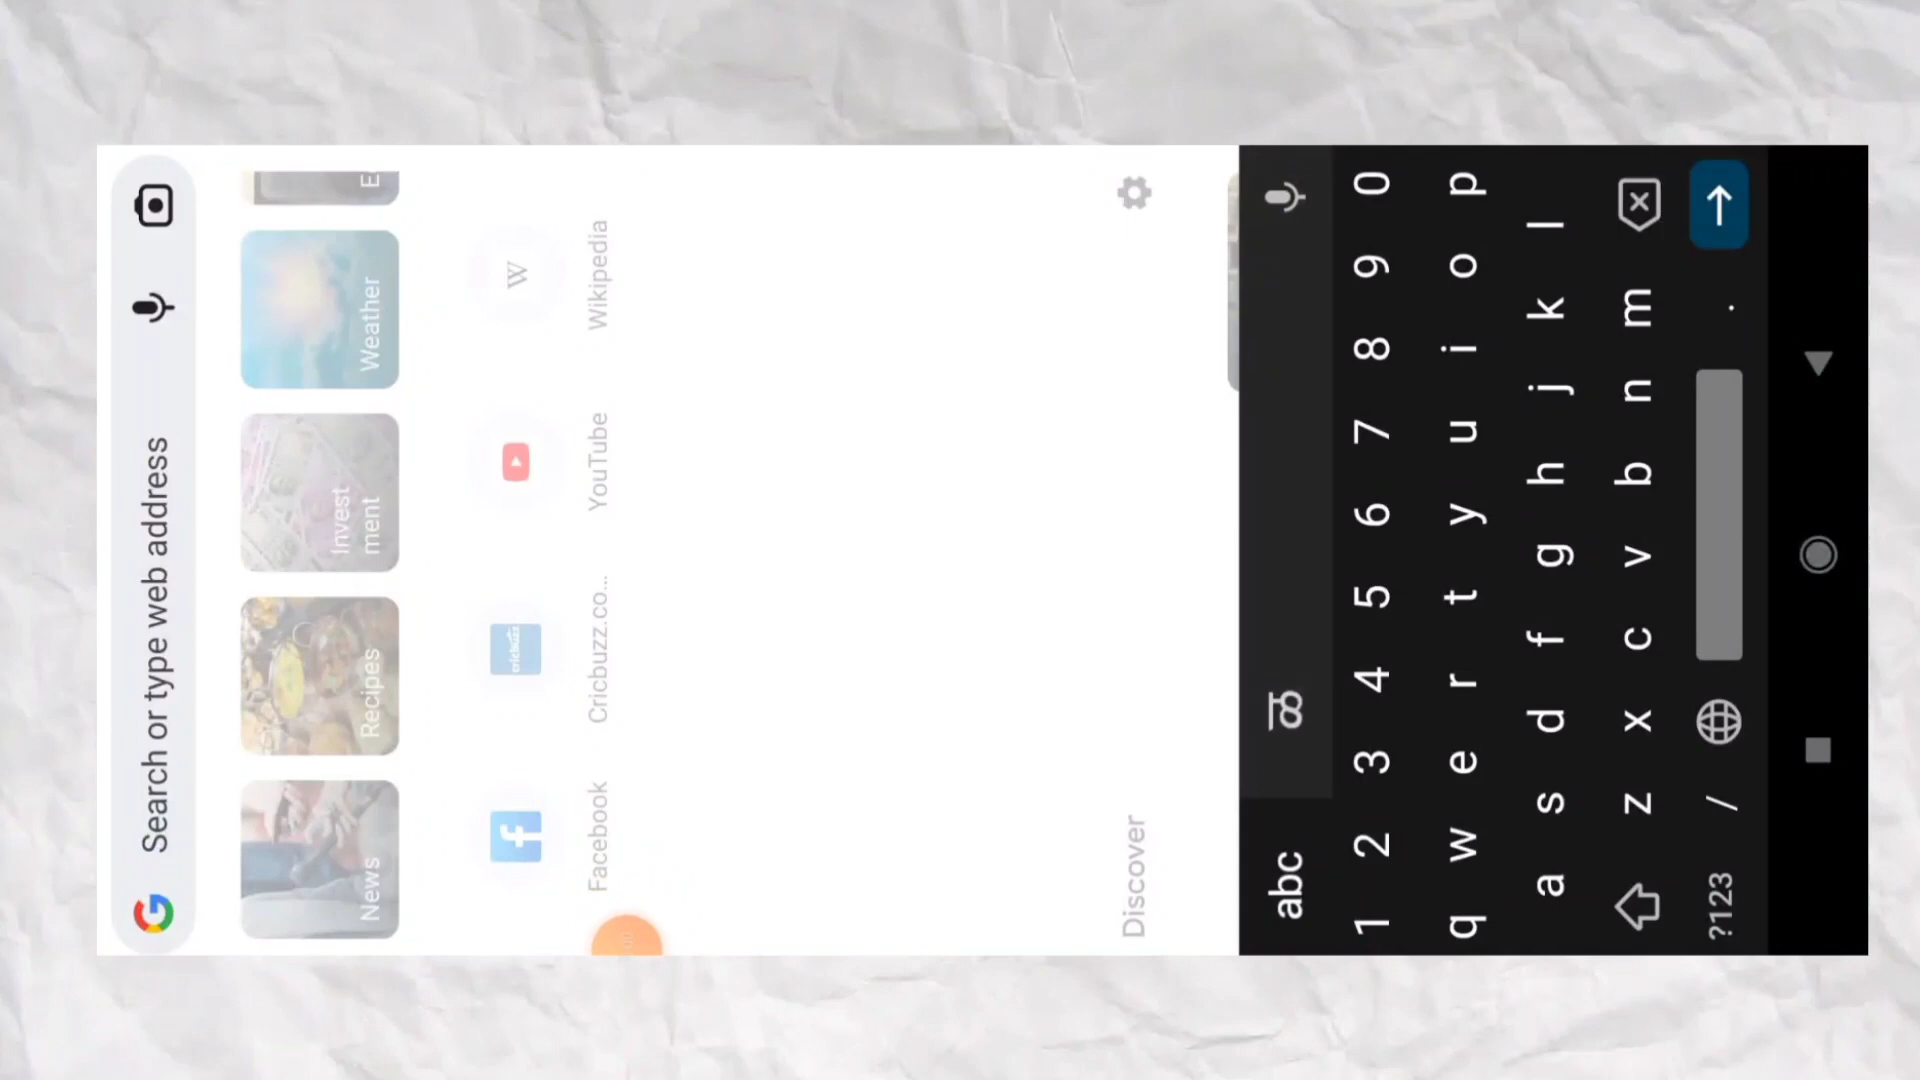 Search or type web address
News
Recipes
Invest
ment
Weather
Facebook
Cricbuzz.co...
YouTube
W
Wikipedia
cricbuzz
Discover
abc
1 2 3 4 5 6 7 8 9 0
q w e r t y u i o p
a s d f g h j k l
z x c v b n m
?123 / .